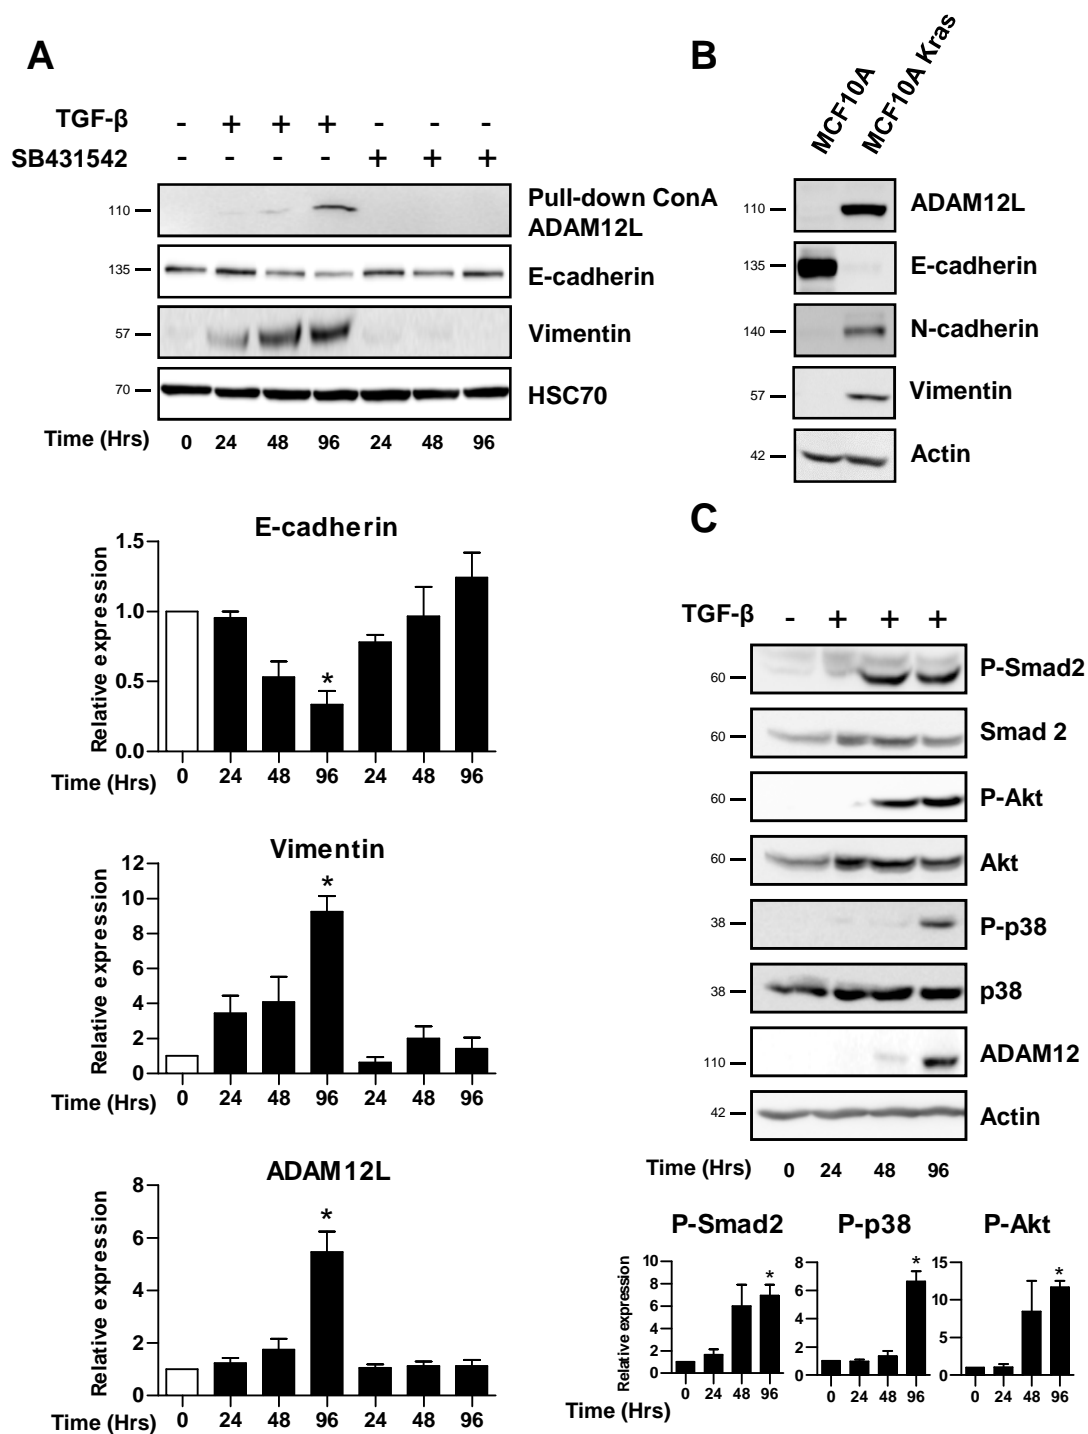 A
TGF-β - + + + - - -
SB431542 - - - - + + +
110
Pull-down ConA
ADAM12L
135
E-cadherin
57
Vimentin
70
HSC70
Time (Hrs) 0 24 48 96 24 48 96
E-cadherin
Relative expression
1.5
1.0
0.5
0.0
*
Time (Hrs) 0 24 48 96 24 48 96
Vimentin
Relative expression
12
10
8
6
4
2
0
*
Time (Hrs) 0 24 48 96 24 48 96
ADAM12L
Relative expression
8
6
4
2
0
*
Time (Hrs) 0 24 48 96 24 48 96
B
MCF10A
MCF10A Kras
110 ADAM12L
135 E-cadherin
140 N-cadherin
57 Vimentin
42 Actin
C
TGF-β - + + +
60 P-Smad2
60 Smad 2
60 P-Akt
60 Akt
38 P-p38
38 p38
110 ADAM12
42 Actin
Time (Hrs) 0 24 48 96
P-Smad2
Relative expression
10
8
6
4
2
0
*
0 24 48 96
P-p38
8
6
4
2
0
*
0 24 48 96
P-Akt
15
10
5
0
*
0 24 48 96
Time (Hrs)